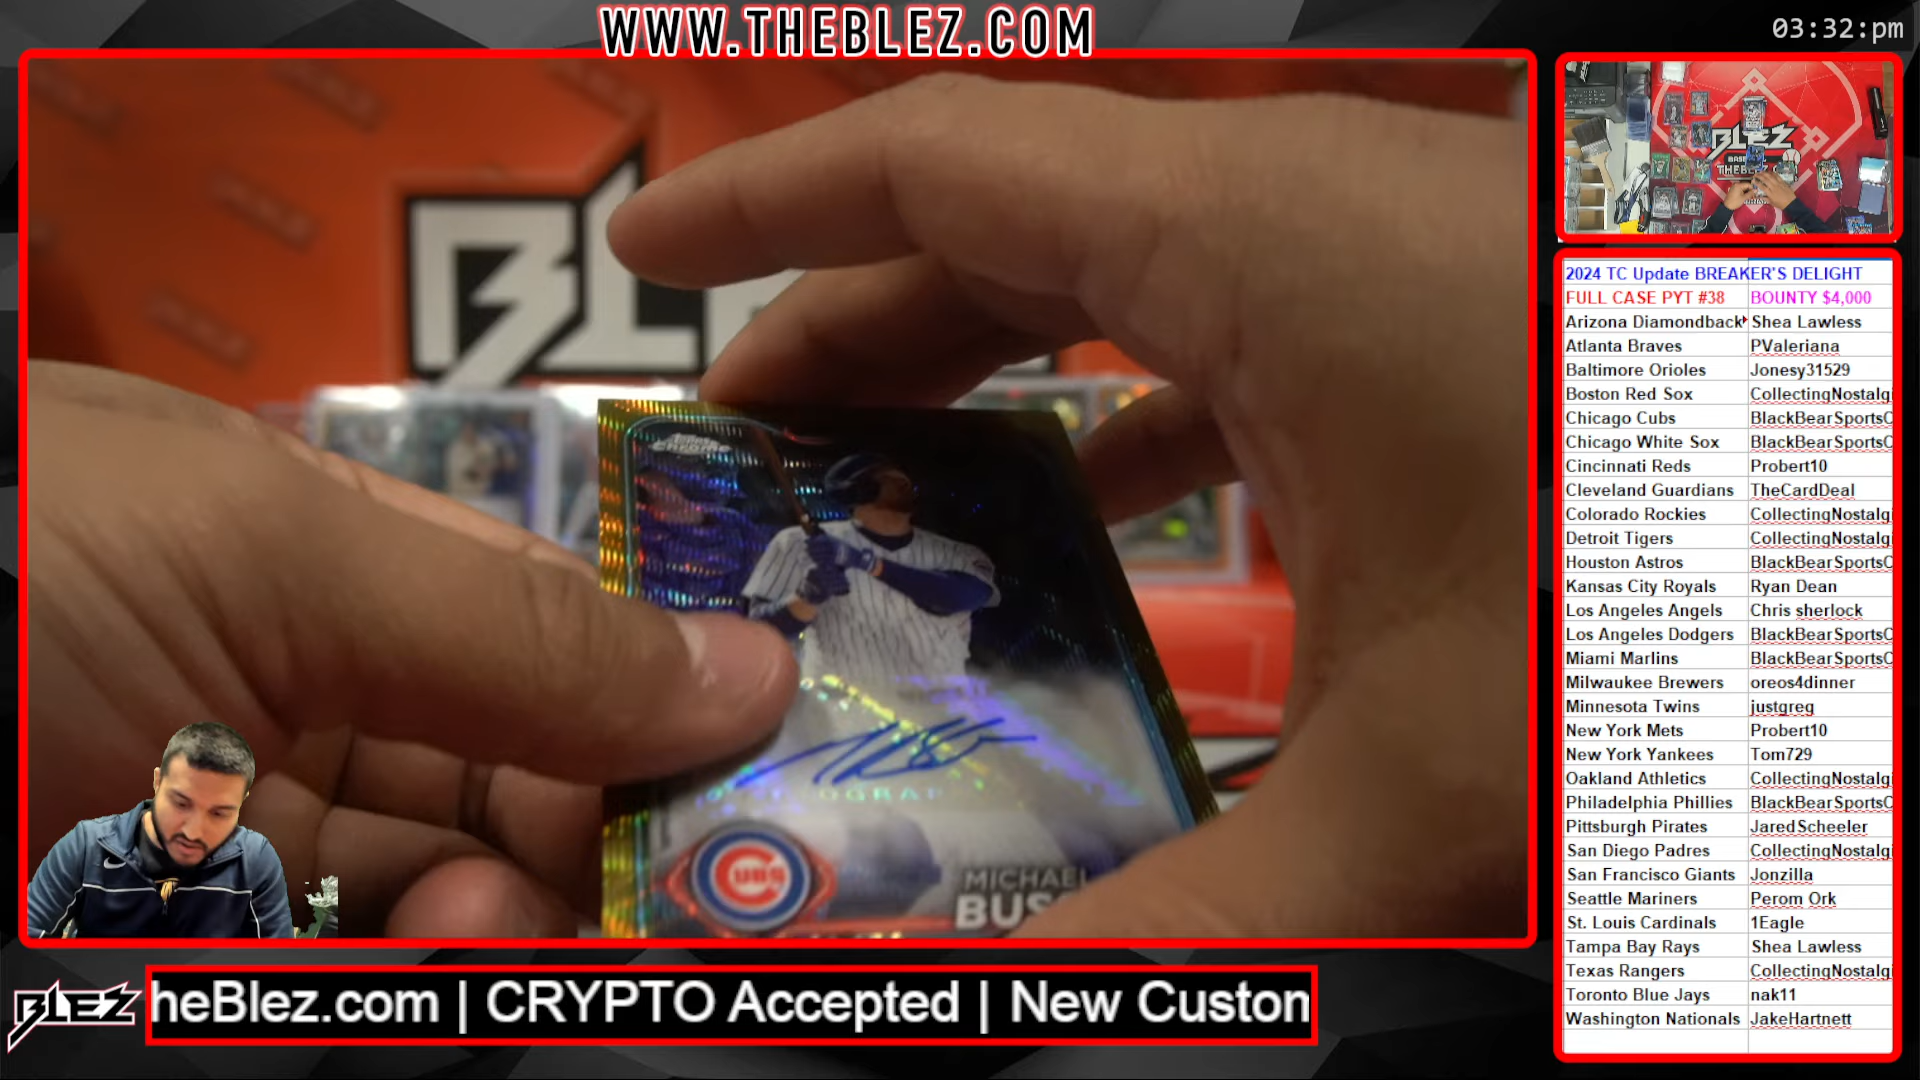 WWW.THEBLEZ.COM
03:32:pm
BLEZ
2024 TC Update BREAKER'S DELIGHT
FULL CASE PYT #38 BOUNTY $4,000
Arizona Diamondback Shea Lawless
Atlanta Braves PValeriana
Baltimore Orioles Jonesy31529
Boston Red Sox CollectingNostalgi
Chicago Cubs BlackBearSportsC
Chicago White Sox BlackBearSportsC
Cincinnati Reds Probert10
Cleveland Guardians TheCardDeal
Colorado Rockies CollectingNostalgi
Detroit Tigers CollectingNostalgi
Houston Astros BlackBearSportsC
Kansas City Royals Ryan Dean
Los Angeles Angels Chris sherlock
Los Angeles Dodgers BlackBearSportsC
Miami Marlins BlackBearSportsC
Milwaukee Brewers oreos4dinner
Minnesota Twins justgreg
New York Mets Probert10
New York Yankees Tom729
Oakland Athletics CollectingNostalgi
Philadelphia Phillies BlackBearSportsC
Pittsburgh Pirates JaredScheeler
San Diego Padres CollectingNostalgi
San Francisco Giants Jonzilla
Seattle Mariners Perom Ork
St. Louis Cardinals 1Eagle
Tampa Bay Rays Shea Lawless
Texas Rangers CollectingNostalgi
Toronto Blue Jays nak11
Washington Nationals JakeHartnett
BL
TOPPS
CHROME
CUBS
MICHAEL
BUS
BLEZ
heBlez.com | CRYPTO Accepted | New Custom